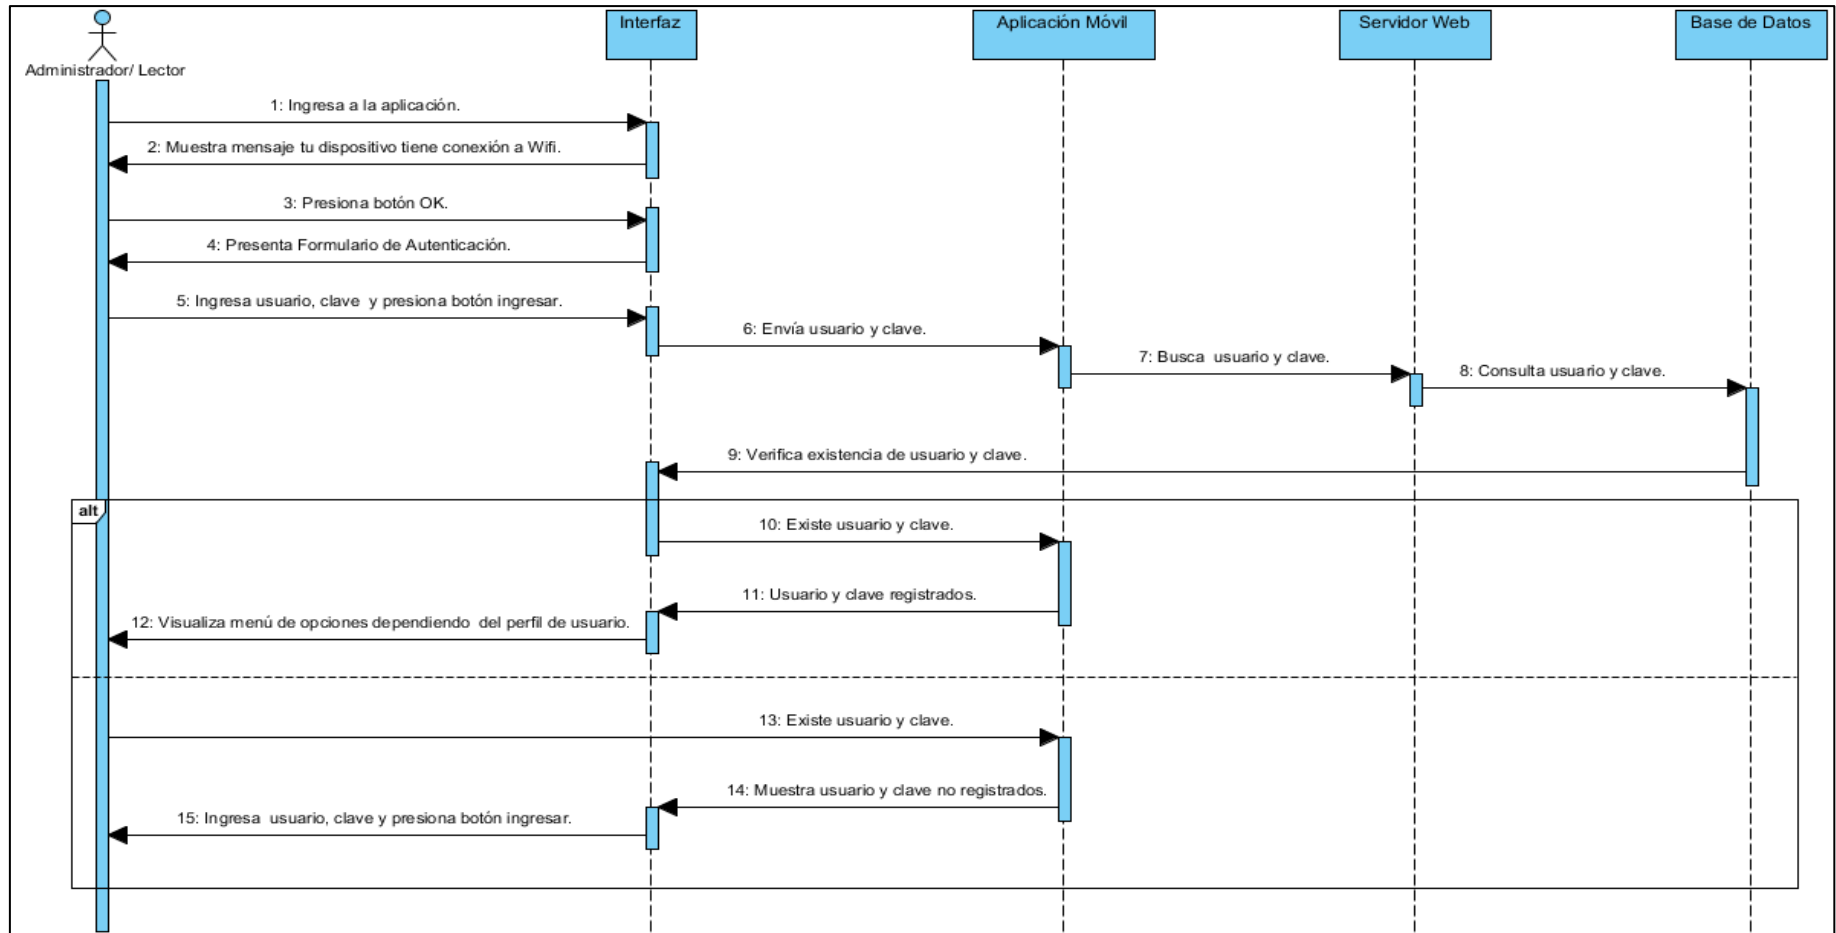 Administrador/ Lector
Interfaz
Aplicación Móvil
Servidor Web
Base de Datos
1: Ingresa a la aplicación.
2: Muestra mensaje tu dispositivo tiene conexión a Wifi.
3: Presiona botón OK.
4: Presenta Formulario de Autenticación.
5: Ingresa usuario, clave  y presiona botón ingresar.
6: Envía usuario y clave.
7: Busca  usuario y clave.
8: Consulta usuario y clave.
9: Verifica existencia de usuario y clave.
alt
10: Existe usuario y clave.
11: Usuario y clave registrados.
12: Visualiza menú de opciones dependiendo  del perfil de usuario.
13: Existe usuario y clave.
14: Muestra usuario y clave no registrados.
15: Ingresa  usuario, clave y presiona botón ingresar.